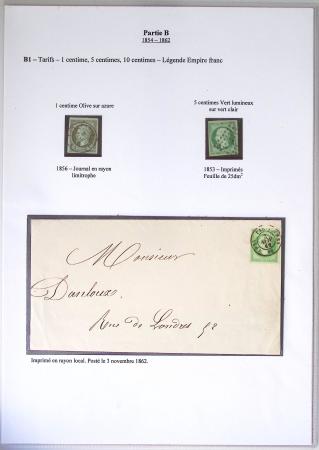 Partie B
1854 – 1862
B1 – Tarifs – 1 centime, 5 centimes, 10 centimes – Légende Empire franc
1 centime Olive sur azure
5 centimes Vert lumineux
sur vert clair
1856 – Journal en rayon
limitrophe
1853 – Imprimés
Feuille de 25dm²
Monsieur
Danloux
Rue de Londres 52
Imprimé en rayon local. Posté le 3 novembre 1862.